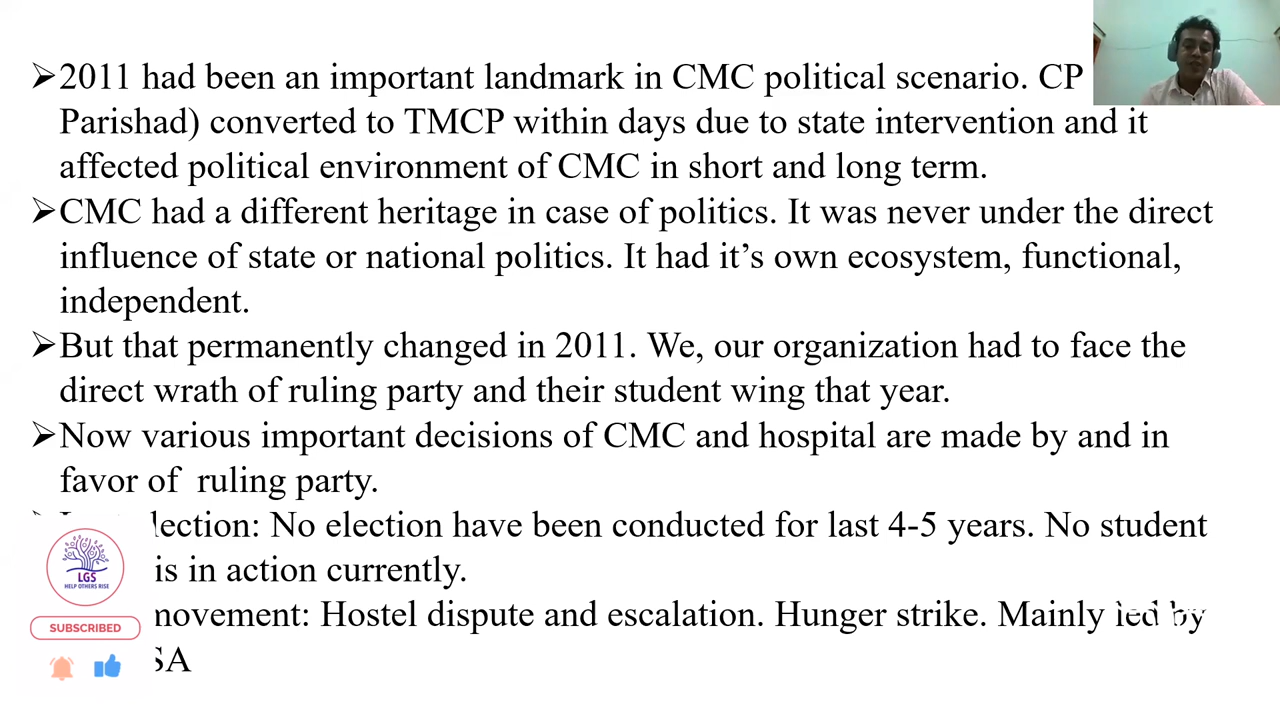 ➤2011 had been an important landmark in CMC political scenario. CP
Parishad) converted to TMCP within days due to state intervention and it
affected political environment of CMC in short and long term.
➤CMC had a different heritage in case of politics. It was never under the direct
influence of state or national politics. It had it’s own ecosystem, functional,
independent.
➤But that permanently changed in 2011. We, our organization had to face the
direct wrath of ruling party and their student wing that year.
➤Now various important decisions of CMC and hospital are made by and in
favor of ruling party.
lection: No election have been conducted for last 4-5 years. No student
is in action currently.
movement: Hostel dispute and escalation. Hunger strike. Mainly led by
SA
LGS
HELP OTHERS RISE
SUBSCRIBED